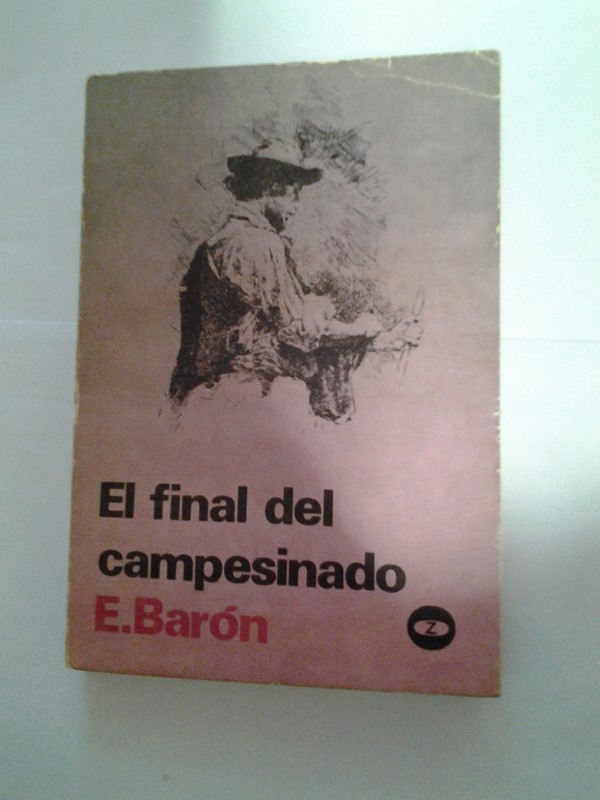 El final del
campesinado
E.Barón
Z